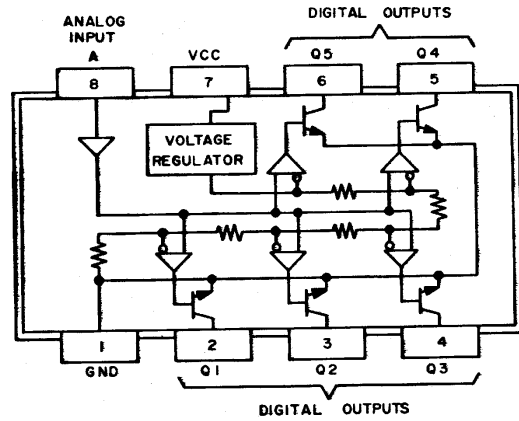 DIGITAL OUTPUTS
ANALOG
INPUT
A
VCC
Q5
Q4
8
7
6
5
VOLTAGE
REGULATOR
1
2
3
4
GND
Q1
Q2
Q3
DIGITAL OUTPUTS